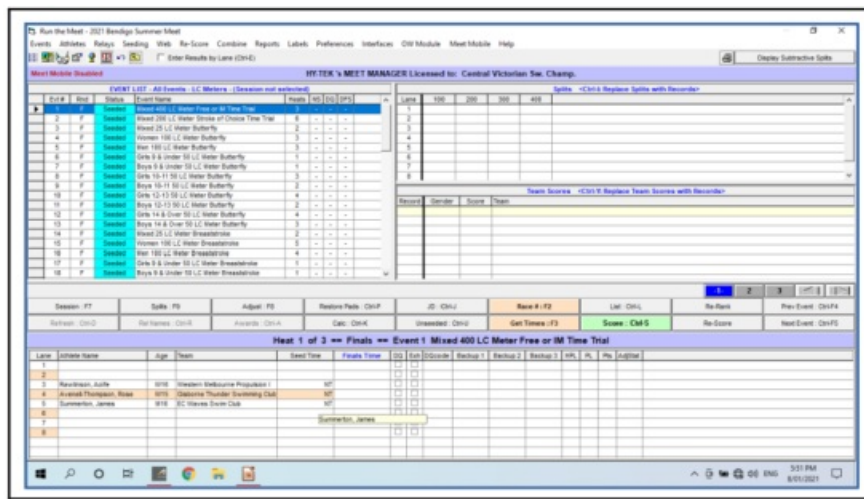 Run the Meet - 2021 Bendigo Summer Meet
Events Athletes Relays Seeding Web Re-Score Combine Reports Labels Preferences Interfaces OW Module Meet Mobile Help
Enter Results by Lane (Ctrl-E) Display Subtractive Splits
Meet Mobile Disabled HY-TEK's MEET MANAGER Licensed to: Central Victorian Sw. Champ.
EVENT LIST - All Events - LC Meters - (Session not selected)
Evt # Rnd Status Event Name Heats NS DQ DFS
1 F Seeded Mixed 400 LC Meter Free or IM Time Trial 3 - - -
2 F Seeded Mixed 200 LC Meter Stroke of Choice Time Trial 6 - - -
3 F Seeded Mixed 25 LC Meter Butterfly 2 - - -
4 F Seeded Women 100 LC Meter Butterfly 3 - - -
5 F Seeded Men 100 LC Meter Butterfly 3 - - -
6 F Seeded Girls 9 & Under 50 LC Meter Butterfly 1 - - -
7 F Seeded Boys 9 & Under 50 LC Meter Butterfly 1 - - -
8 F Seeded Girls 10-11 50 LC Meter Butterfly 3 - - -
9 F Seeded Boys 10-11 50 LC Meter Butterfly 2 - - -
10 F Seeded Girls 12-13 50 LC Meter Butterfly 4 - - -
11 F Seeded Boys 12-13 50 LC Meter Butterfly 2 - - -
12 F Seeded Girls 14 & Over 50 LC Meter Butterfly 4 - - -
13 F Seeded Boys 14 & Over 50 LC Meter Butterfly 3 - - -
14 F Seeded Mixed 25 LC Meter Breaststroke 2 - - -
15 F Seeded Women 100 LC Meter Breaststroke 5 - - -
16 F Seeded Men 100 LC Meter Breaststroke 4 - - -
17 F Seeded Girls 9 & Under 50 LC Meter Breaststroke 1 - - -
18 F Seeded Boys 9 & Under 50 LC Meter Breaststroke 1 - - -
Splits <Ctrl-k Replace Splits with Records>
Lane 100 200 300 400
1
2
3
4
5
6
7
8
Team Scores <Ctrl-Y: Replace Team Scores with Records>
Record Gender Score Team
1 2 3
Session : F7 Splits : F9 Adjust : F8 Restore Pads : Ctrl-P JD : Ctrl-J Race # : F2 List : Ctrl-L Re-Rank Prev Event : Ctrl-F4
Refresh : Ctrl-D Rel Names : Ctrl-R Awards : Ctrl-A Calc : Ctrl-K Unseeded : Ctrl-U Get Times : F3 Score : Ctrl-S Re-Score Next Event : Ctrl-F5
Heat 1 of 3 == Finals == Event 1 Mixed 400 LC Meter Free or IM Time Trial
Lane Athlete Name Age Team Seed Time Finals Time DQ Exh DQcode Backup 1 Backup 2 Backup 3 HPL PL Pts AdjStat
1
2
3 Rawlinson, Aoife Western Melbourne Propulsion I NT
4 Avenell-Thompson, Rose Gisborne Thunder Swimming Club NT
5 Summerton, James EC Waves Swim Club NT
6
Summerton, James
7
8
ENG 5:51 PM
8/01/2021